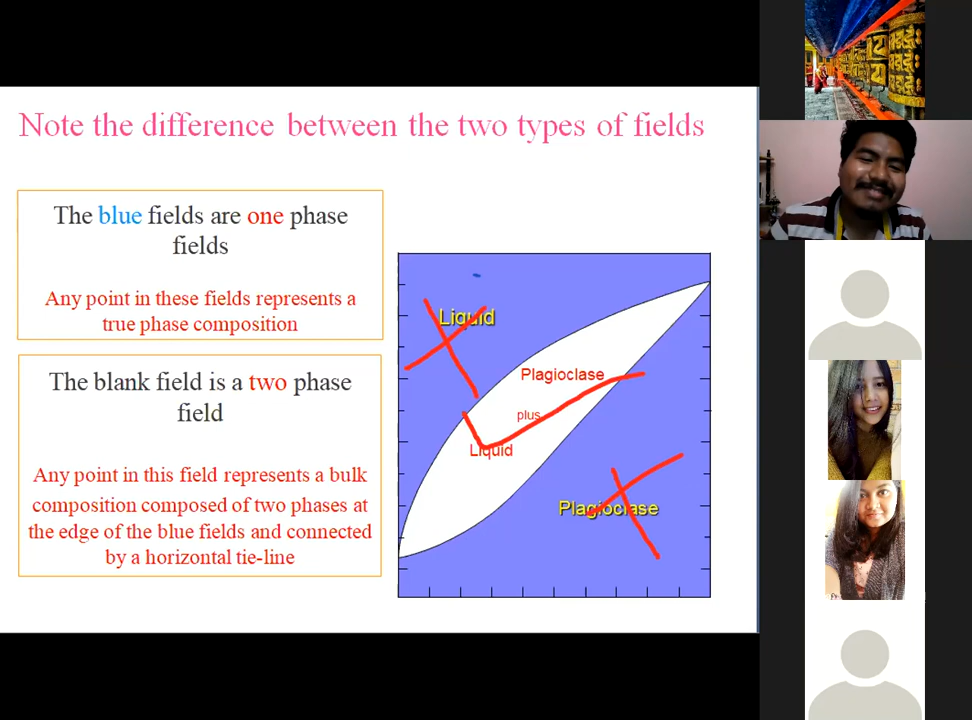 Note the difference between the two types of fields
The blue fields are one phase
fields
Any point in these fields represents a
true phase composition
The blank field is a two phase
field
Any point in this field represents a bulk
composition composed of two phases at
the edge of the blue fields and connected
by a horizontal tie-line
Liquid
Plagioclase
plus
Liquid
Plagioclase